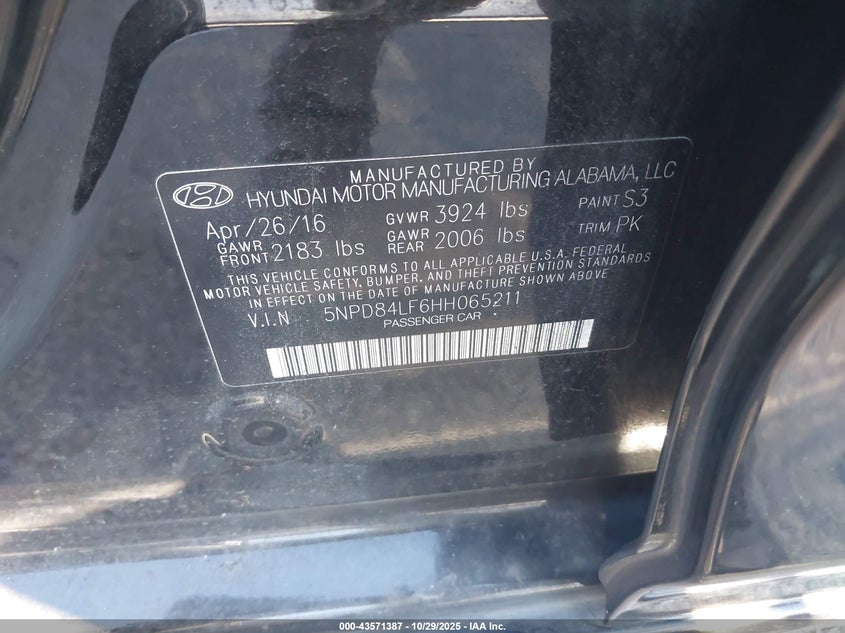 MANUFACTURED BY
HYUNDAI MOTOR MANUFACTURING ALABAMA, LLC
Apr/26/16 GVWR 3924 lbs PAINT S3
GAWR FRONT 2183 lbs GAWR REAR 2006 lbs TRIM PK
THIS VEHICLE CONFORMS TO ALL APPLICABLE U.S.A. FEDERAL
MOTOR VEHICLE SAFETY, BUMPER, AND THEFT PREVENTION STANDARDS
IN EFFECT ON THE DATE OF MANUFACTURE SHOWN ABOVE
V.I.N 5NPD84LF6HH065211
PASSENGER CAR
000-43571387 - 10/29/2025 - IAA Inc.